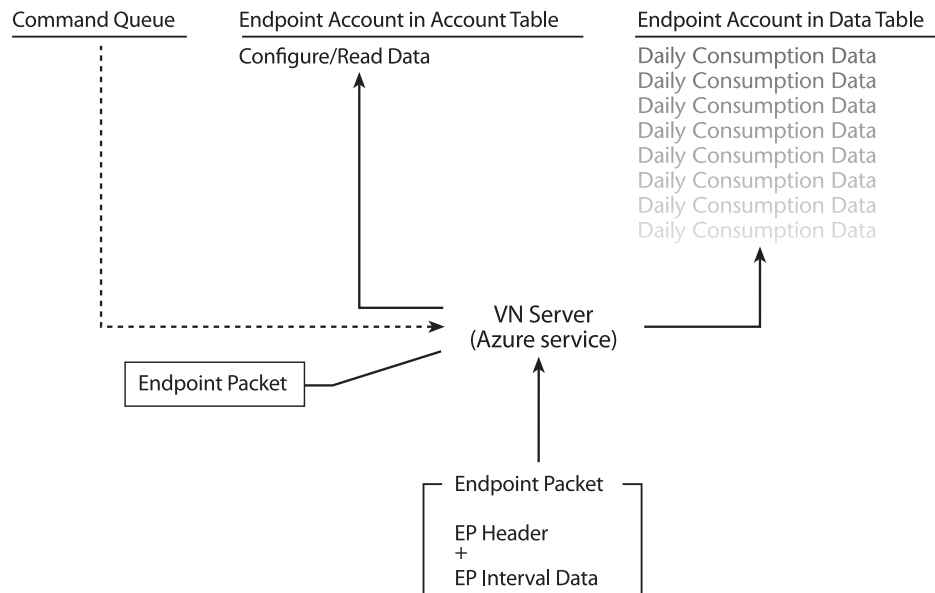 Command Queue
Endpoint Account in Account Table
Configure/Read Data
Endpoint Account in Data Table
Daily Consumption Data
Daily Consumption Data
Daily Consumption Data
Daily Consumption Data
Daily Consumption Data
Daily Consumption Data
Daily Consumption Data
Daily Consumption Data
VN Server
(Azure service)
Endpoint Packet
Endpoint Packet
EP Header
+
EP Interval Data